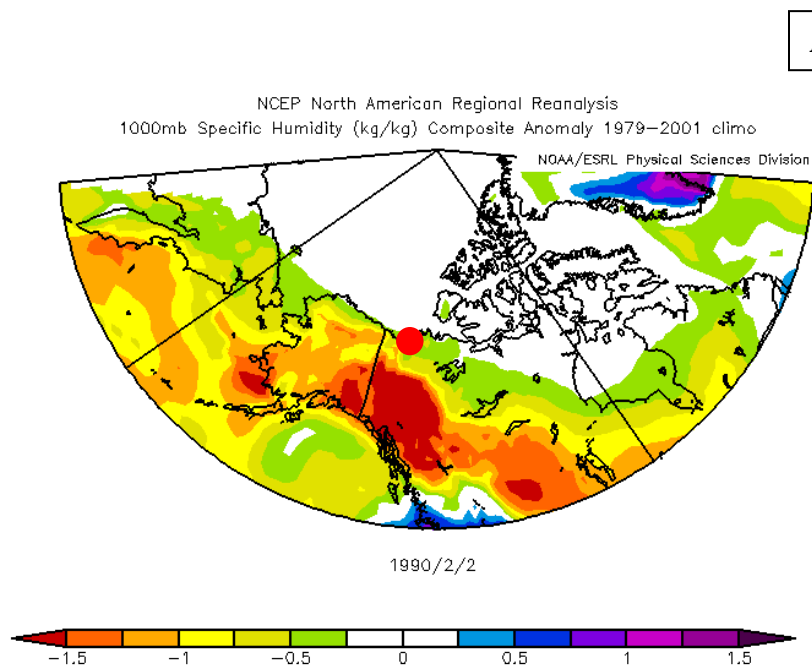 NCEP North American Regional Reanalysis
1000mb Specific Humidity (kg/kg) Composite Anomaly 1979-2001 climo
NOAA/ESRL Physical Sciences Division
1990/2/2
-1.5 -1 -0.5 0 0.5 1 1.5